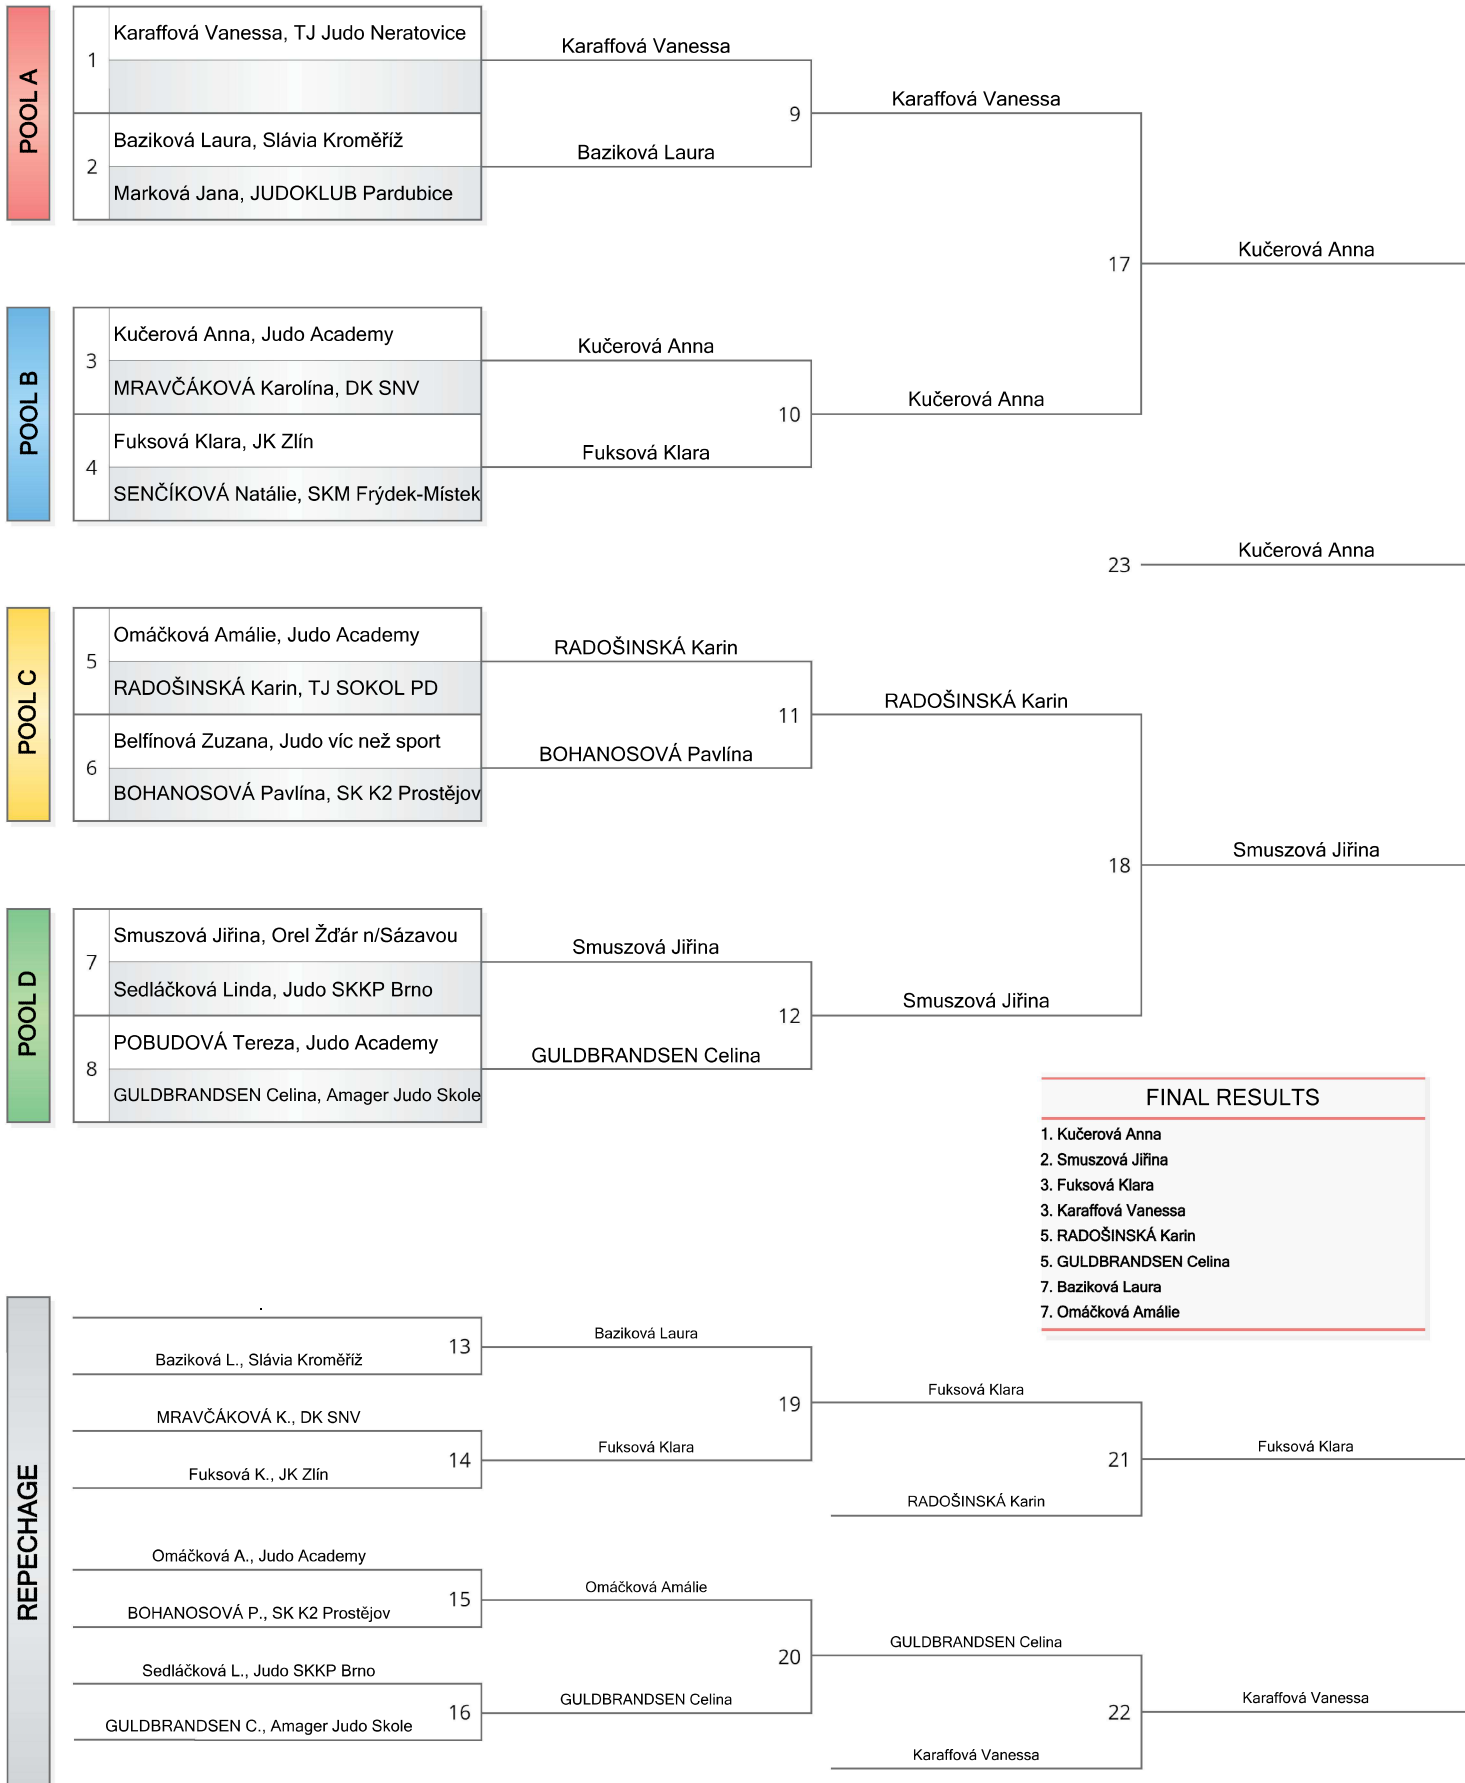 POOL A
1
Karaffová Vanessa, TJ Judo Neratovice
2
Baziková Laura, Slávia Kroměříž
Marková Jana, JUDOKLUB Pardubice
Karaffová Vanessa
Baziková Laura
9
Karaffová Vanessa
17
Kučerová Anna
POOL B
3
Kučerová Anna, Judo Academy
MRAVČÁKOVÁ Karolína, DK SNV
4
Fuksová Klara, JK Zlín
SENČÍKOVÁ Natálie, SKM Frýdek-Místek
Kučerová Anna
Fuksová Klara
10
Kučerová Anna
23
Kučerová Anna
POOL C
5
Omáčková Amálie, Judo Academy
RADOŠINSKÁ Karin, TJ SOKOL PD
6
Belfínová Zuzana, Judo víc než sport
BOHANOSOVÁ Pavlína, SK K2 Prostějov
RADOŠINSKÁ Karin
BOHANOSOVÁ Pavlína
11
RADOŠINSKÁ Karin
18
Smuszová Jiřina
POOL D
7
Smuszová Jiřina, Orel Žďár n/Sázavou
Sedláčková Linda, Judo SKKP Brno
8
POBUDOVÁ Tereza, Judo Academy
GULDBRANDSEN Celina, Amager Judo Skole
Smuszová Jiřina
GULDBRANDSEN Celina
12
Smuszová Jiřina
FINAL RESULTS
1. Kučerová Anna
2. Smuszová Jiřina
3. Fuksová Klara
3. Karaffová Vanessa
5. RADOŠINSKÁ Karin
5. GULDBRANDSEN Celina
7. Baziková Laura
7. Omáčková Amálie
REPECHAGE
.
13
Baziková L., Slávia Kroměříž
MRAVČÁKOVÁ K., DK SNV
14
Fuksová K., JK Zlín
Baziková Laura
Fuksová Klara
19
Fuksová Klara
RADOŠINSKÁ Karin
21
Fuksová Klara
Omáčková A., Judo Academy
15
BOHANOSOVÁ P., SK K2 Prostějov
Sedláčková L., Judo SKKP Brno
16
GULDBRANDSEN C., Amager Judo Skole
Omáčková Amálie
GULDBRANDSEN Celina
20
GULDBRANDSEN Celina
Karaffová Vanessa
22
Karaffová Vanessa